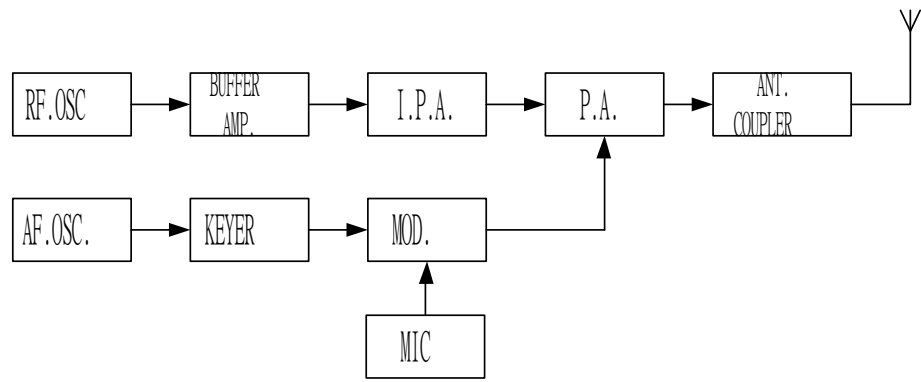 RF.OSC
BUFFER
AMP.
I.P.A.
P.A.
ANT.
COUPLER
AF.OSC.
KEYER
MOD.
MIC